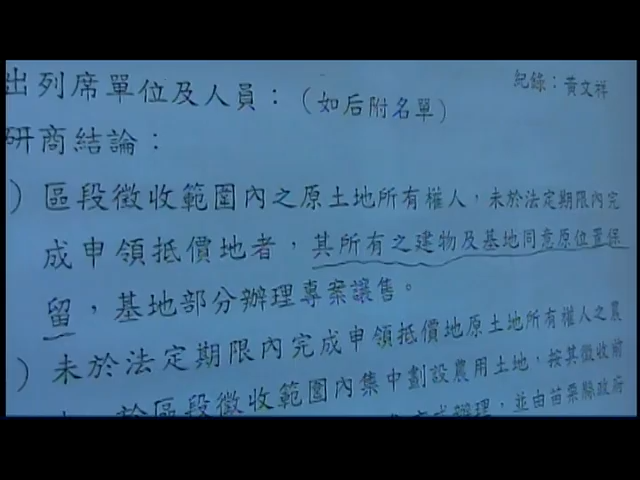 紀錄：黃文祥
出列席單位及人員：（如后附名單）
研商結論：
）區段徵收範圍內之原土地所有權人，未於法定期限內完
成申領抵價地者，其所有之建物及基地同意原位置保
留，基地部分辦理專案讓售。
）未於法定期限內完成申領抵價地原土地所有權人之農
於區段徵收範圍內集中劃設農用土地，按其徵收前
辦理，並由苗栗縣政府